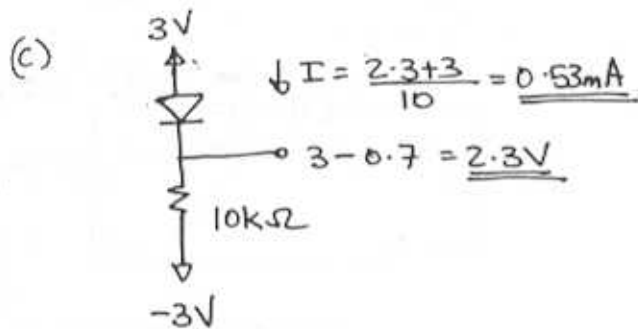 3V
(c)
↓ I = 2.3+3 / 10 = 0.53mA
3 - 0.7 = 2.3V
10kΩ
-3V